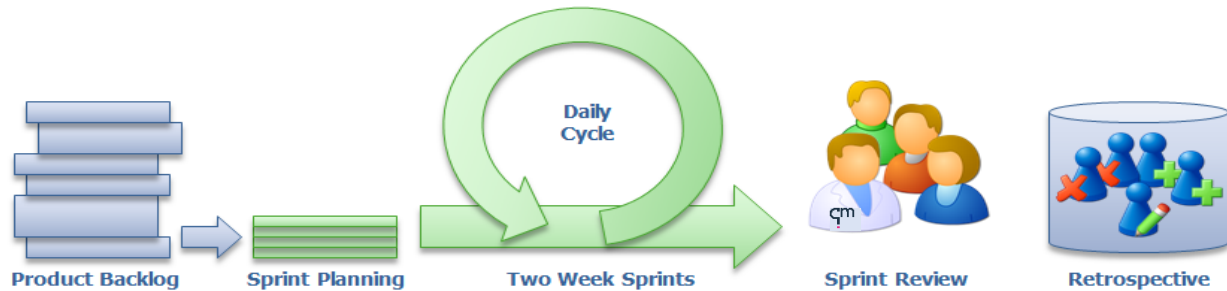 Daily
Cycle
Product Backlog
Sprint Planning
Two Week Sprints
Sprint Review
Retrospective